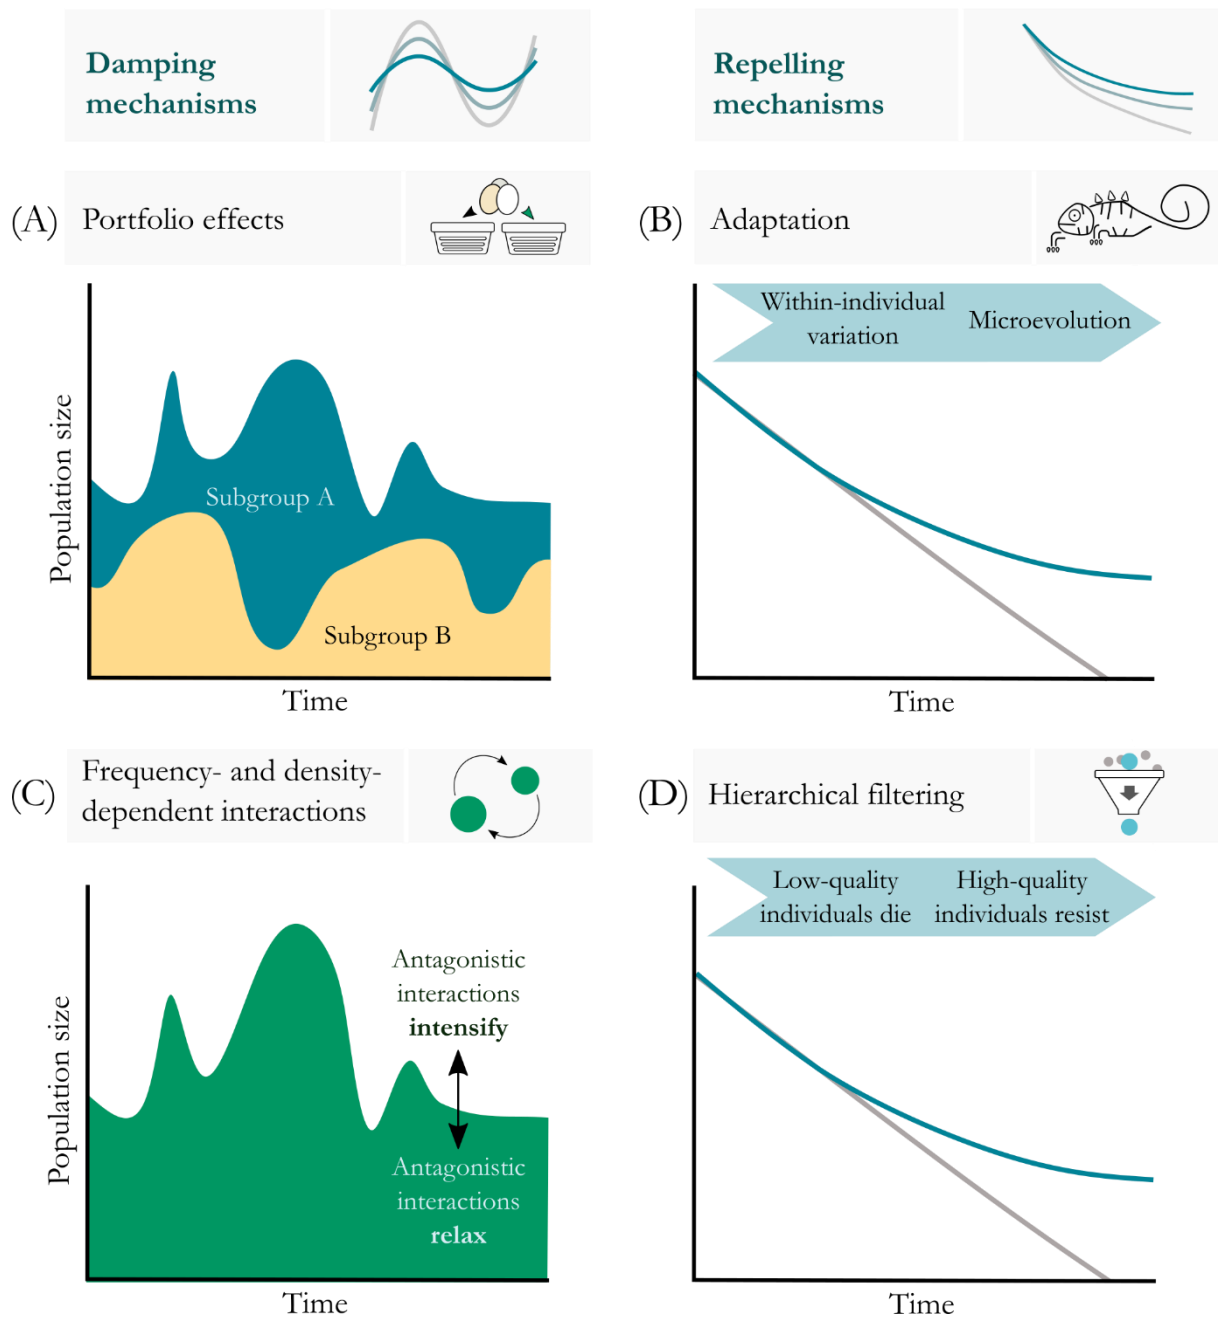 Damping
mechanisms
Repelling
mechanisms
(A)
Portfolio effects
(B)
Adaptation
Population size
Subgroup A
Subgroup B
Time
Within-individual
variation
Microevolution
(C)
Frequency- and density-
dependent interactions
(D)
Hierarchical filtering
Population size
Antagonistic
interactions
intensify
Antagonistic
interactions
relax
Time
Low-quality
individuals die
High-quality
individuals resist
Time